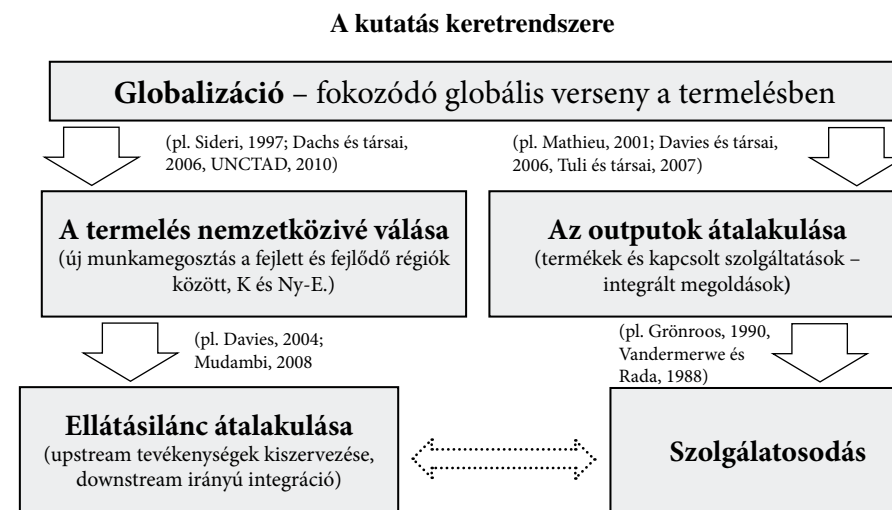 A kutatás keretrendszere
Globalizáció – fokozódó globális verseny a termelésben
(pl. Sideri, 1997; Dachs és társai,
2006, UNCTAD, 2010)
(pl. Mathieu, 2001; Davies és társai,
2006, Tuli és társai, 2007)
A termelés nemzetközivé válása
(új munkamegosztás a fejlett és fejlődő régiók
között, K és Ny-E.)
Az outputok átalakulása
(termékek és kapcsolt szolgáltatások –
integrált megoldások)
(pl. Davies, 2004;
Mudambi, 2008
(pl. Grönroos, 1990,
Vandermerwe és
Rada, 1988)
Ellátásilánc átalakulása
(upstream tevékenységek kiszervezése,
downstream irányú integráció)
Szolgálatosodás